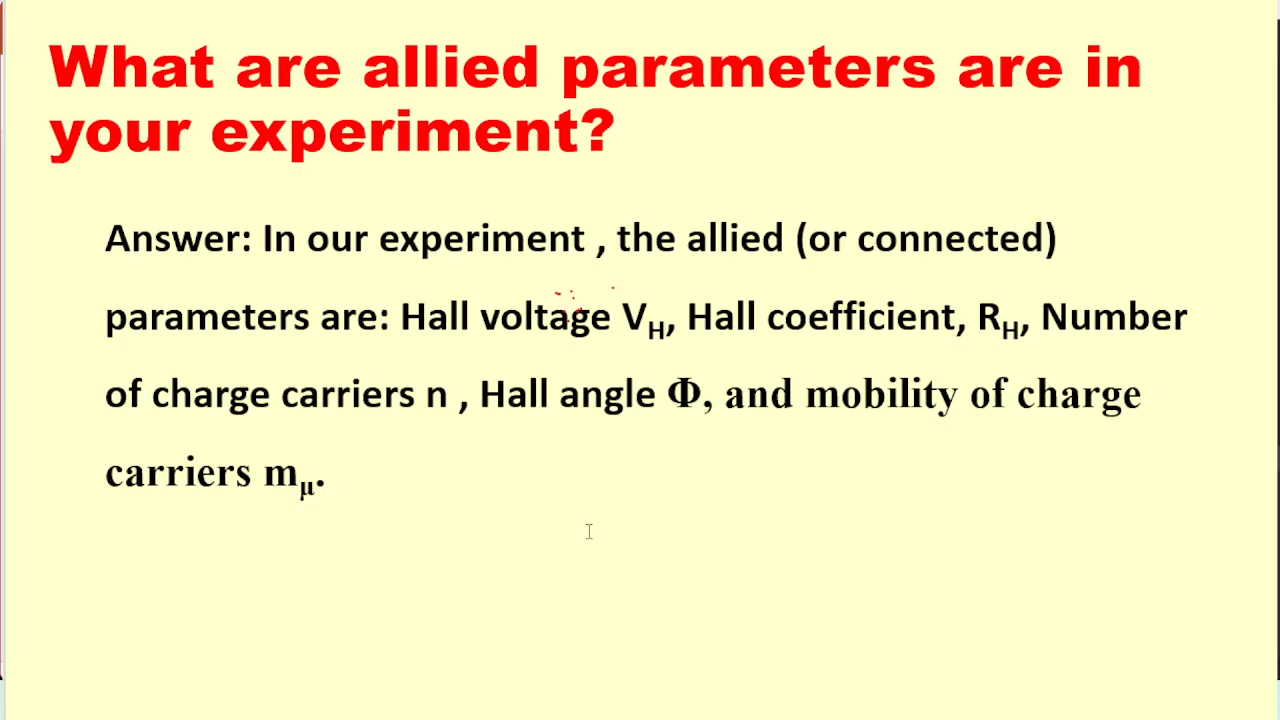 What are allied parameters are in
your experiment?
Answer: In our experiment , the allied (or connected)
parameters are: Hall voltage V_H, Hall coefficient, R_H, Number
of charge carriers n , Hall angle Φ, and mobility of charge
carriers m_μ.